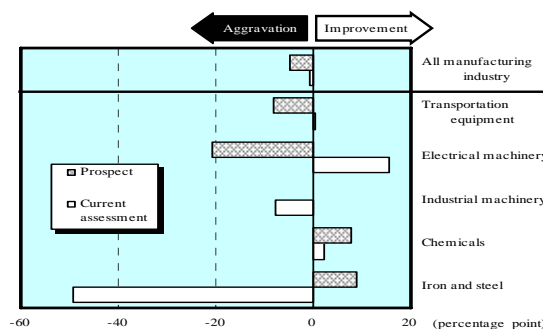 Aggravation
Improvement
All manufacturing
industry
Transportation
equipment
Electrical machinery
Industrial machinery
Chemicals
Iron and steel
Prospect
Current
assessment
-60 -40 -20 0 20 (percentage point)